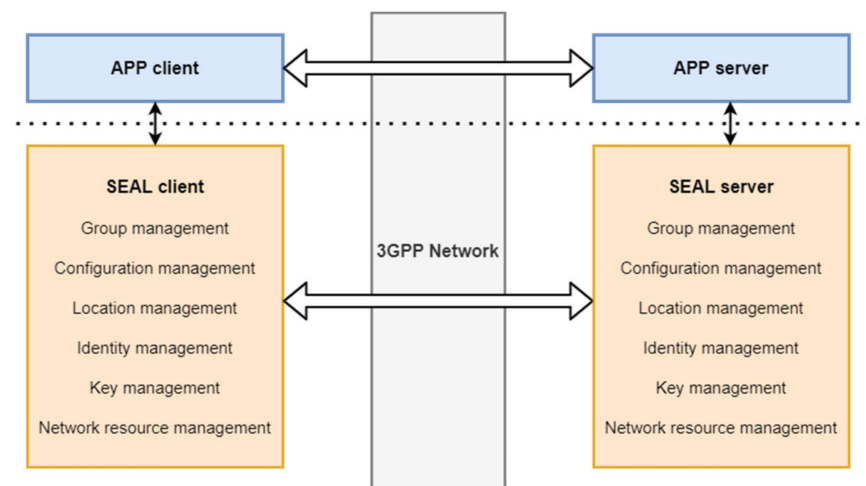 APP client
APP server
SEAL client
Group management
Configuration management
Location management
Identity management
Key management
Network resource management
3GPP Network
SEAL server
Group management
Configuration management
Location management
Identity management
Key management
Network resource management